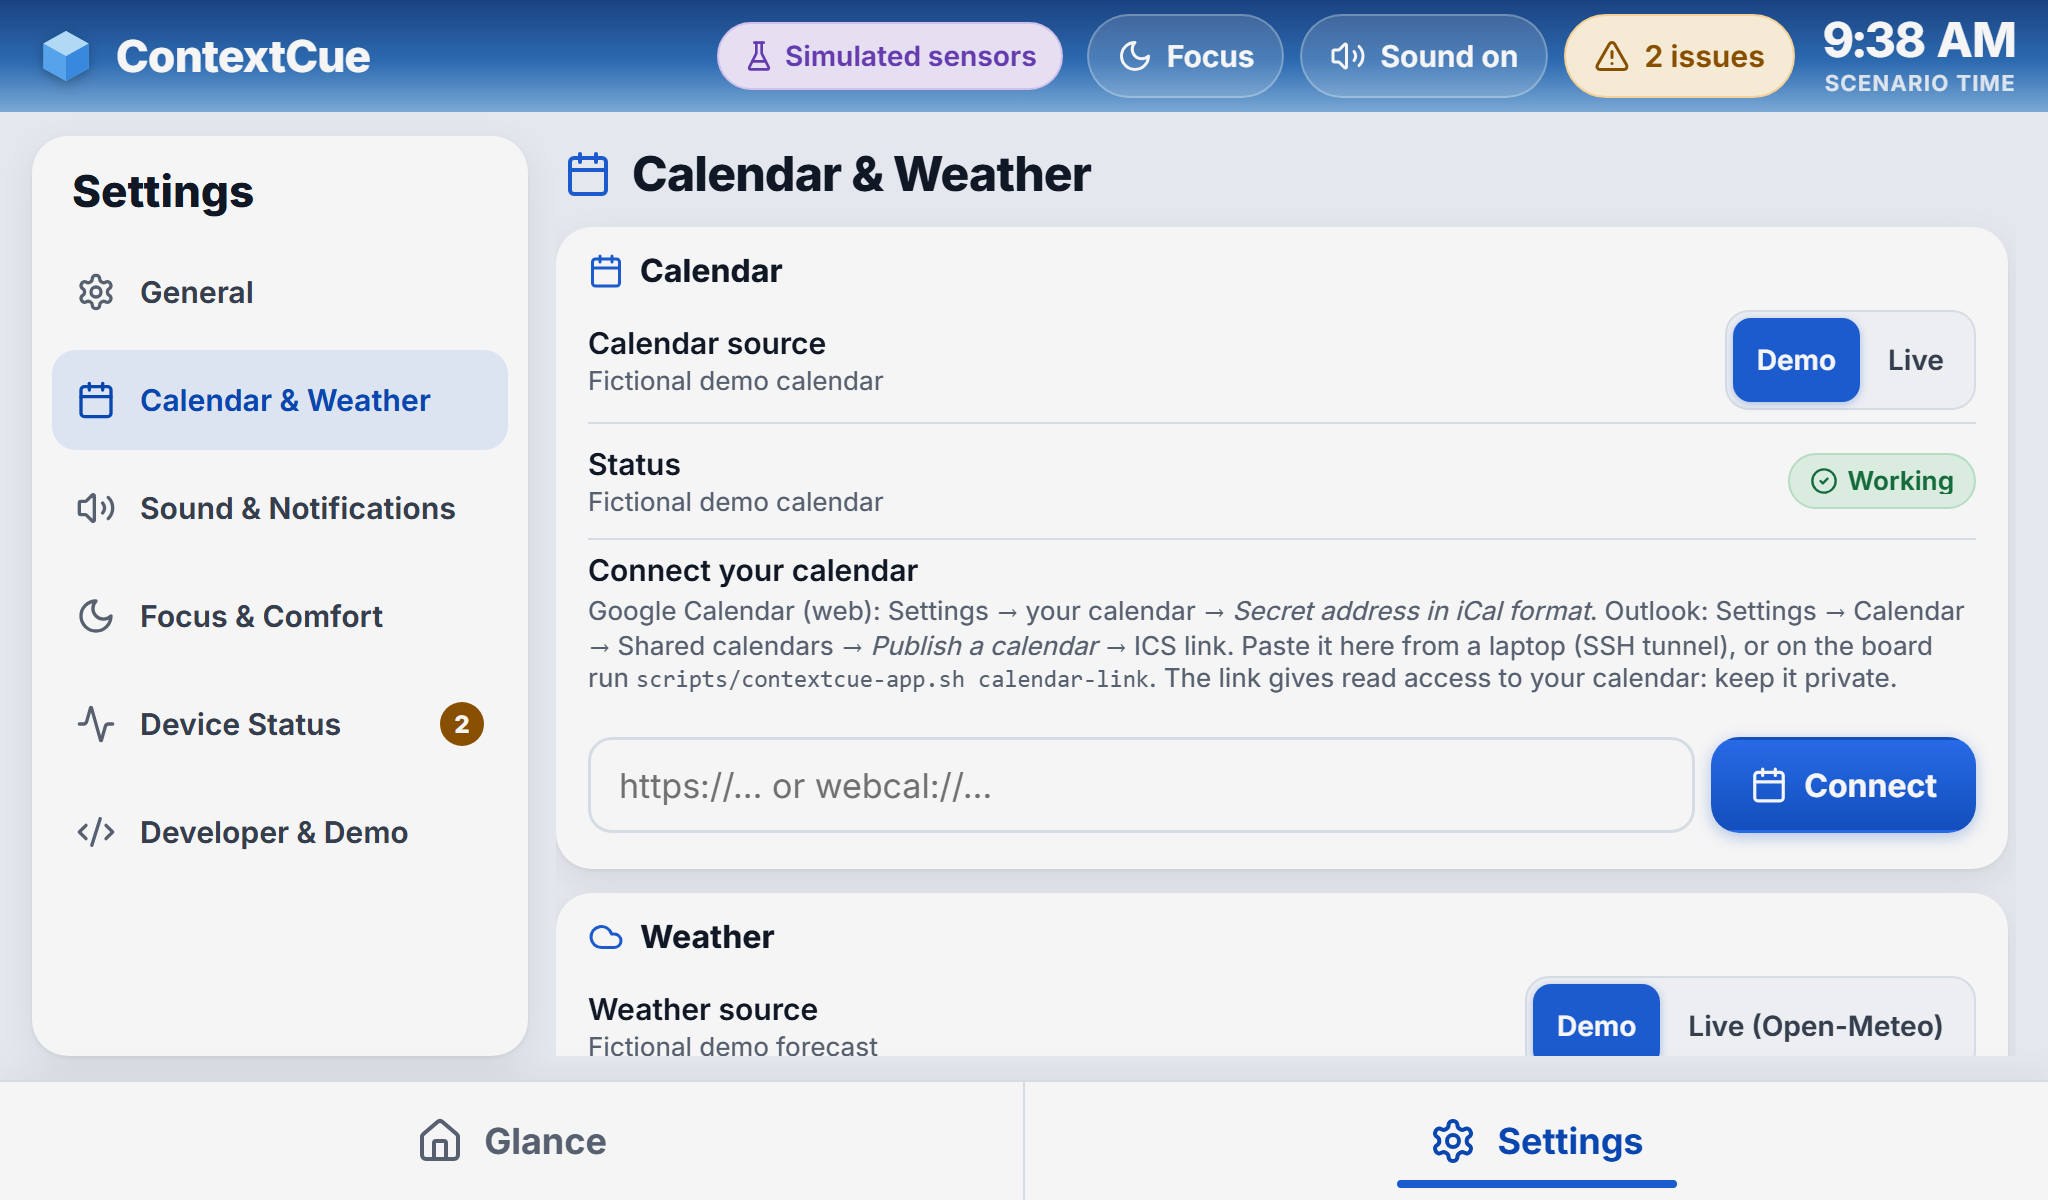 ContextCue
Simulated sensors
Focus
Sound on
2 issues
9:38 AM
SCENARIO TIME
Settings
General
Calendar & Weather
Sound & Notifications
Focus & Comfort
Device Status
2
Developer & Demo
Calendar & Weather
Calendar
Calendar source
Fictional demo calendar
Demo
Live
Status
Fictional demo calendar
Working
Connect your calendar
Google Calendar (web): Settings → your calendar → Secret address in iCal format. Outlook: Settings → Calendar
→ Shared calendars → Publish a calendar → ICS link. Paste it here from a laptop (SSH tunnel), or on the board
run scripts/contextcue-app.sh calendar-link. The link gives read access to your calendar: keep it private.
https://... or webcal://...
Connect
Weather
Weather source
Fictional demo forecast
Demo
Live (Open-Meteo)
Glance
Settings